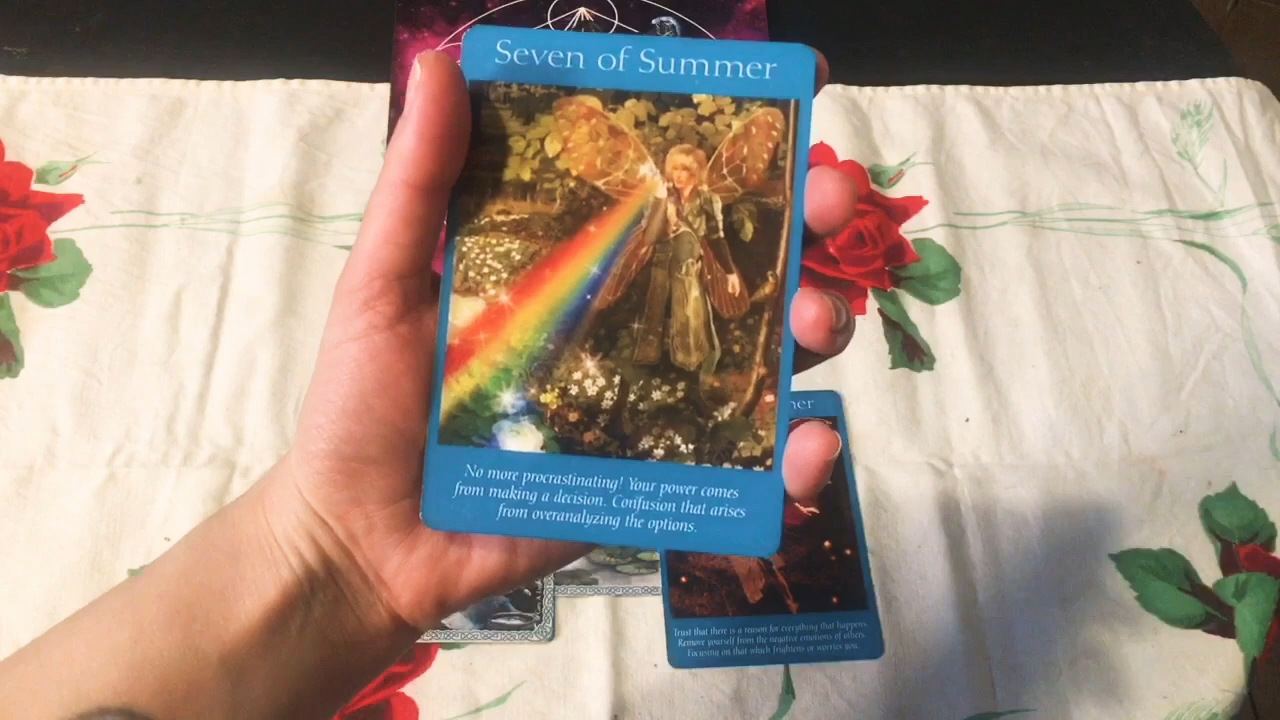 Seven of Summer
No more procrastinating! Your power comes
from making a decision. Confusion that arises
from overanalyzing the options.
mer
Trust that there is a reason for everything that happens.
Remove yourself from the negative emotions of others.
Focusing on that which frightens or worries you.